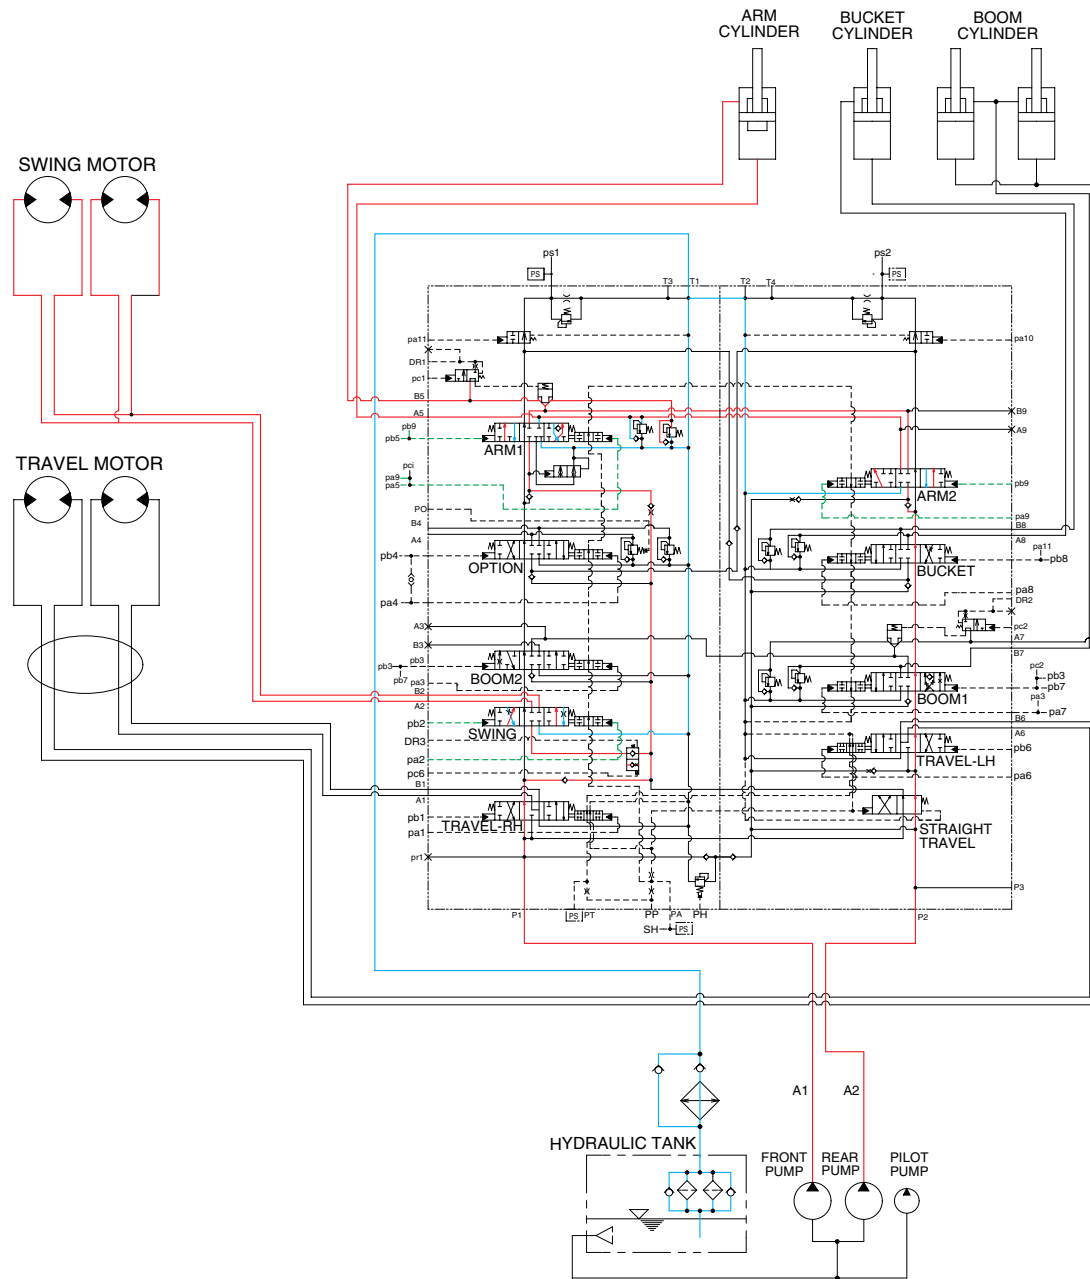 ARM
CYLINDER
BUCKET
CYLINDER
BOOM
CYLINDER
SWING MOTOR
TRAVEL MOTOR
ps1
PS
ps2
PS
T3
T1
T2
T4
pa11
DR1
pc1
B5
A5
pb9
pb5
ARM1
pci
pa9
pa5
PO
B4
A4
pb4
OPTION
pa4
A3
B3
pb3
pb3
pb7
pa3
BOOM2
B2
A2
pb2
SWING
DR3
pa2
pc6
B1
A1
pb1
TRAVEL-RH
pa1
pr1
pa10
B9
A9
ARM2
pb9
pa9
B8
A8
pa11
pb8
BUCKET
pa8
DR2
pc2
A7
B7
pc2
pb3
pb7
BOOM1
pa3
pa7
B6
A6
TRAVEL-LH
pb6
pa6
STRAIGHT
TRAVEL
P3
P1
PS
PT
PP
PA
PH
SH
PS
P2
A1
A2
HYDRAULIC TANK
FRONT
PUMP
REAR
PUMP
PILOT
PUMP